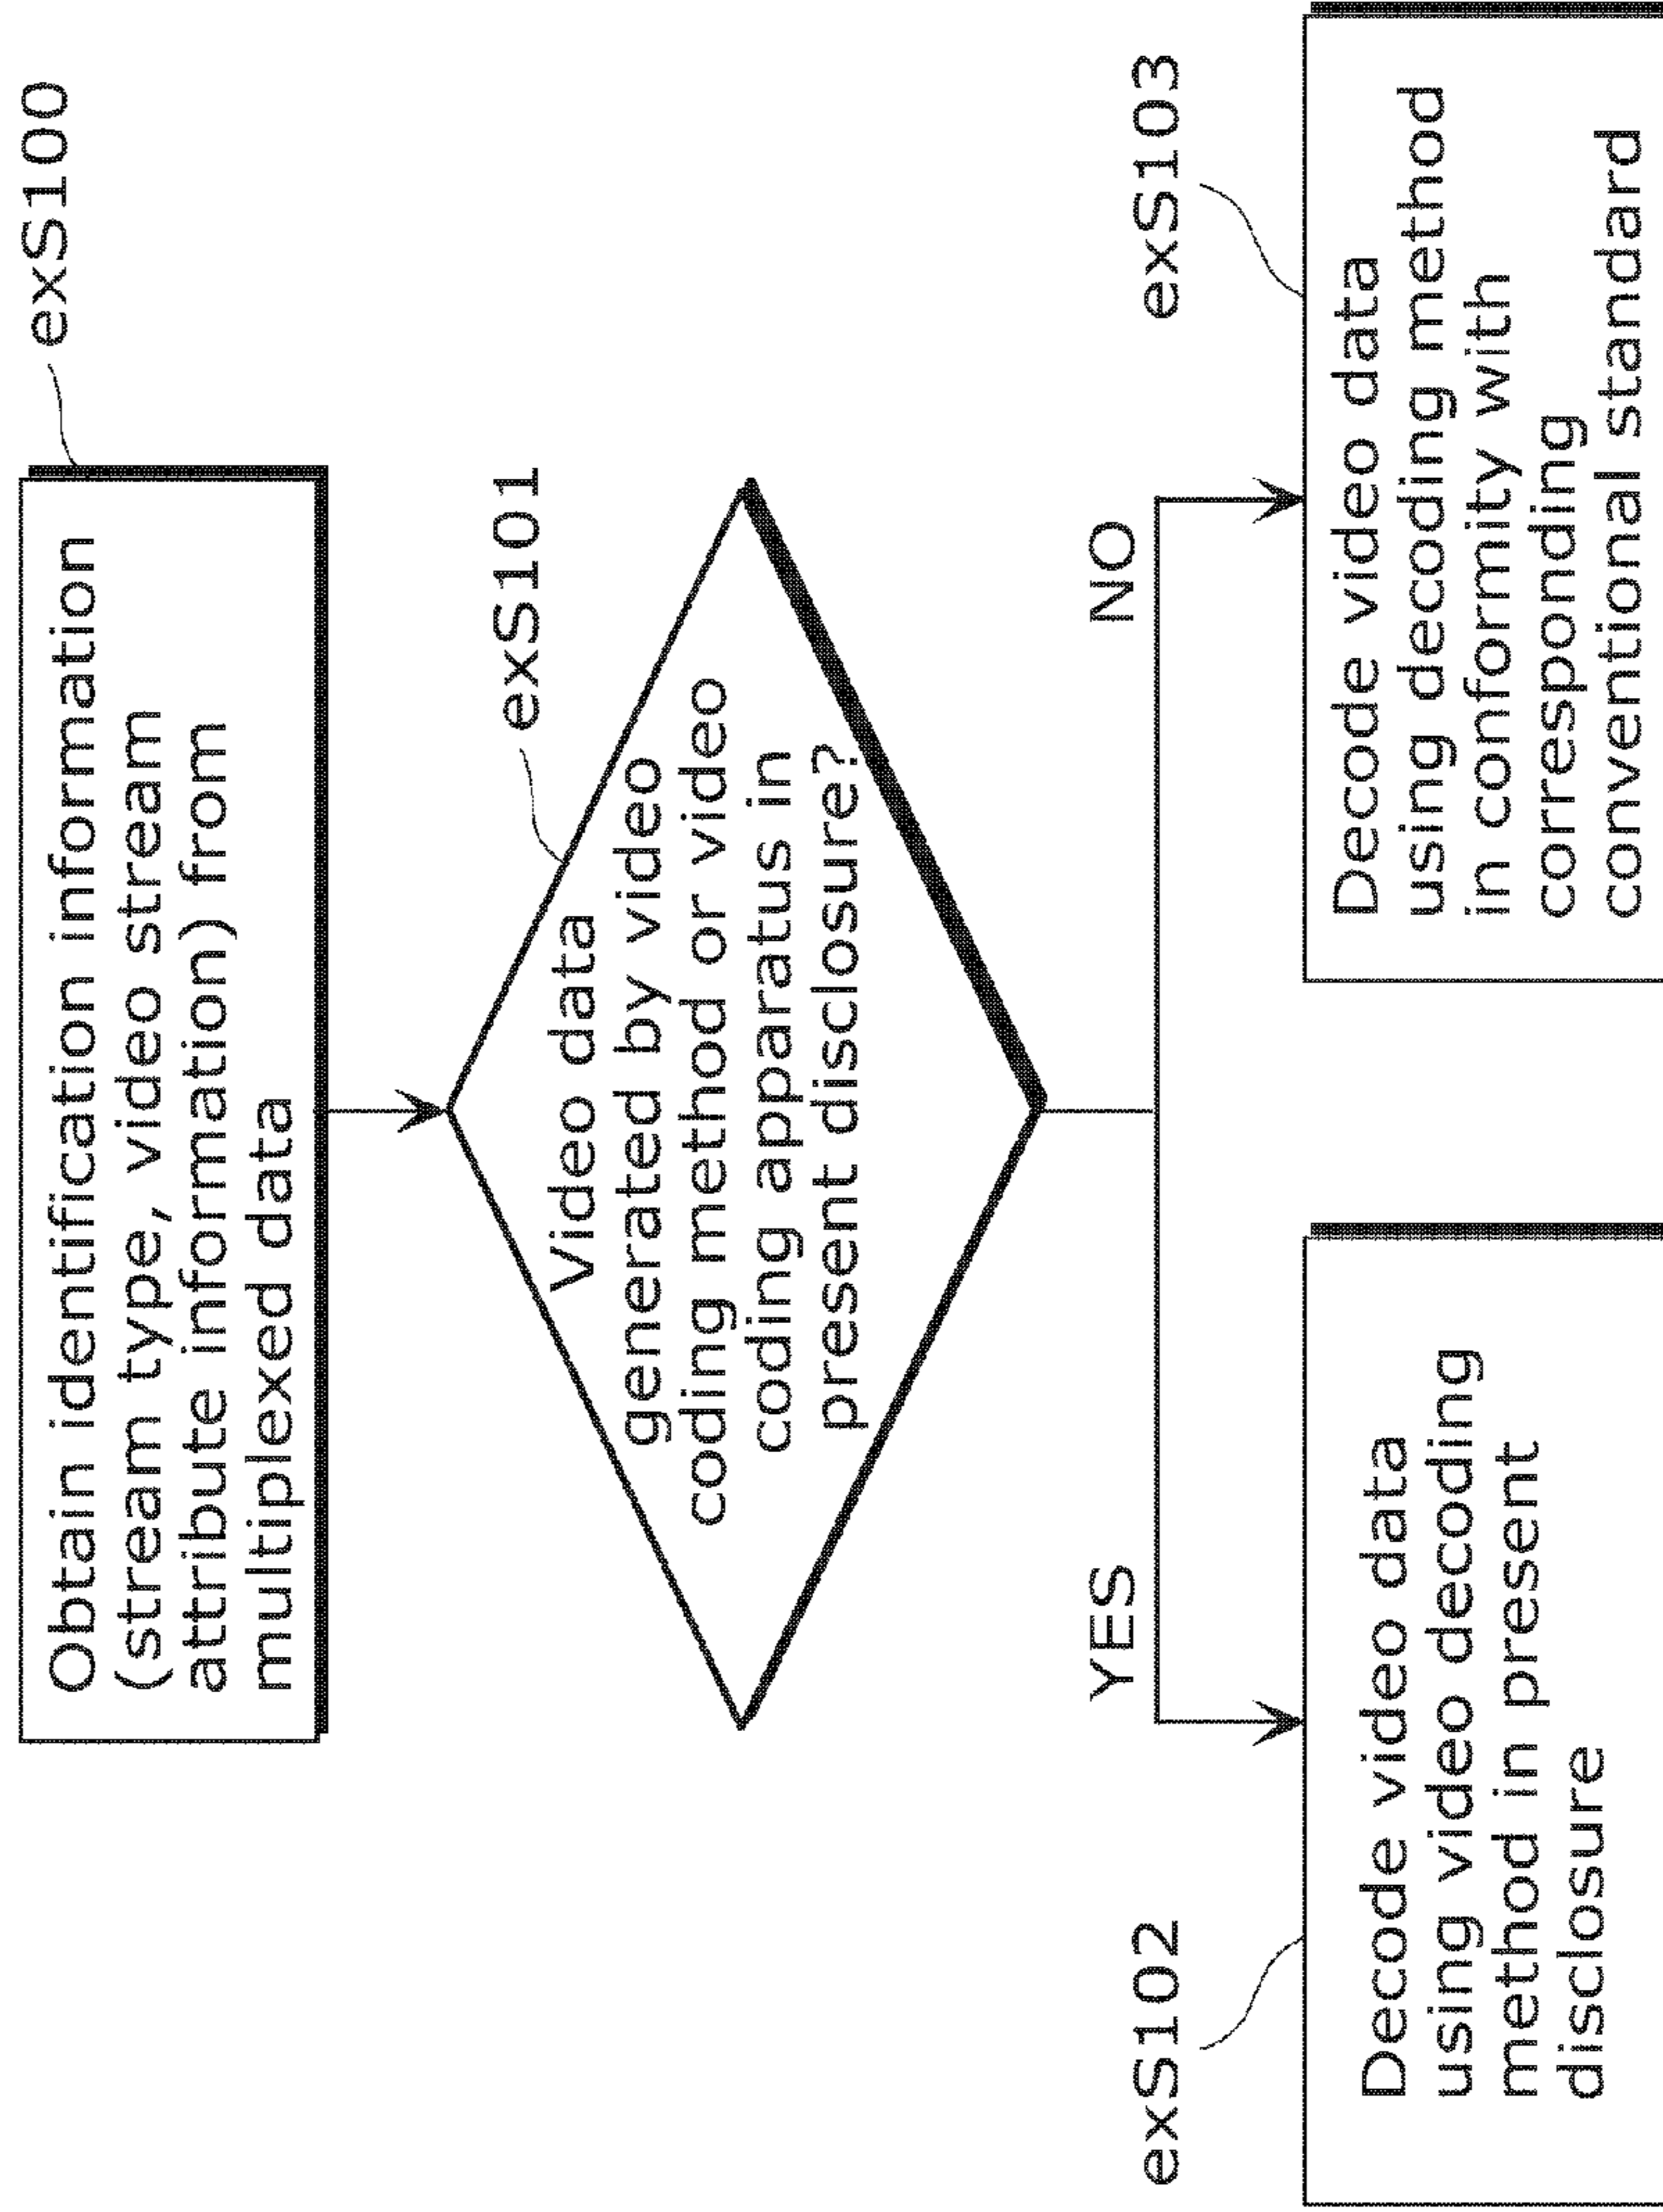 exS100
Obtain identification information
(stream type, video stream
attribute information) from
multiplexed data
exS101
Video data
generated by video
coding method or video
coding apparatus in
present disclosure?
YES
NO
exS102
Decode video data
using video decoding
method in present
disclosure
exS103
Decode video data
using decoding method
in conformity with
corresponding
conventional standard